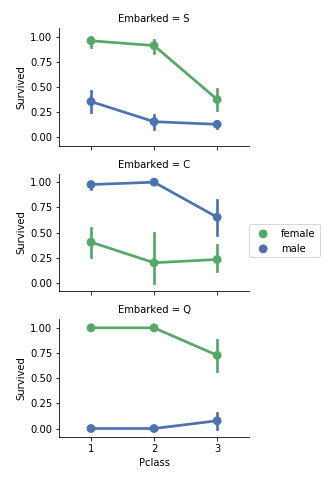 Embarked = S
1.00
0.75
0.50
0.25
0.00
Survived
Embarked = C
1.00
0.75
0.50
0.25
0.00
Survived
female
male
Embarked = Q
1.00
0.75
0.50
0.25
0.00
Survived
1 2 3
Pclass